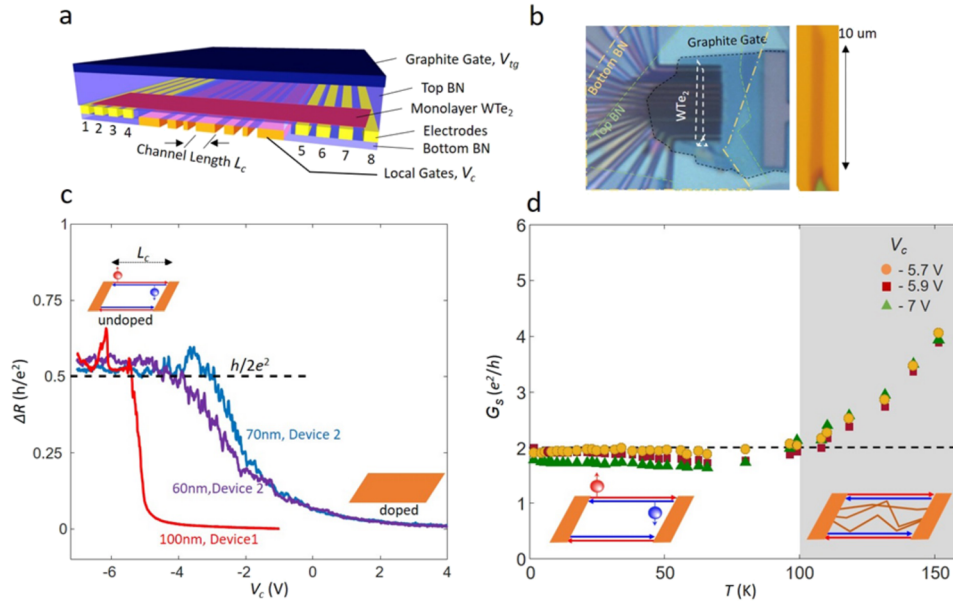 a
Graphite Gate, Vtg
Top BN
Monolayer WTe2
Electrodes
Bottom BN
1 2 3 4
5 6 7 8
Channel Length Lc
Local Gates, Vc
b
Bottom BN
Graphite Gate
WTe2
Top BN
10 um
c
1
0.75
0.5
0.25
0
ΔR (h/e²)
Lc
undoped
h/2e²
70nm, Device 2
60nm,Device 2
100nm, Device1
doped
-6 -4 -2 0 2 4
Vc (V)
d
6
5
4
3
2
1
0
Gs (e²/h)
Vc
- 5.7 V
- 5.9 V
- 7 V
0 50 100 150
T (K)